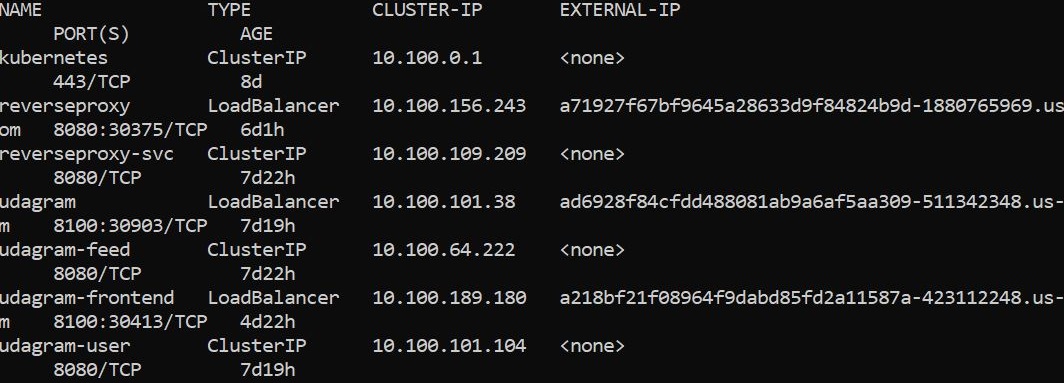 NAME TYPE CLUSTER-IP EXTERNAL-IP
PORT(S) AGE
kubernetes ClusterIP 10.100.0.1 <none>
443/TCP 8d
reverseproxy LoadBalancer 10.100.156.243 a71927f67bf9645a28633d9f84824b9d-1880765969.us
om 8080:30375/TCP 6d1h
reverseproxy-svc ClusterIP 10.100.109.209 <none>
8080/TCP 7d22h
udagram LoadBalancer 10.100.101.38 ad6928f84cfdd488081ab9a6af5aa309-511342348.us-
m 8100:30903/TCP 7d19h
udagram-feed ClusterIP 10.100.64.222 <none>
8080/TCP 7d22h
udagram-frontend LoadBalancer 10.100.189.180 a218bf21f08964f9dabd85fd2a11587a-423112248.us-
m 8100:30413/TCP 4d22h
udagram-user ClusterIP 10.100.101.104 <none>
8080/TCP 7d19h